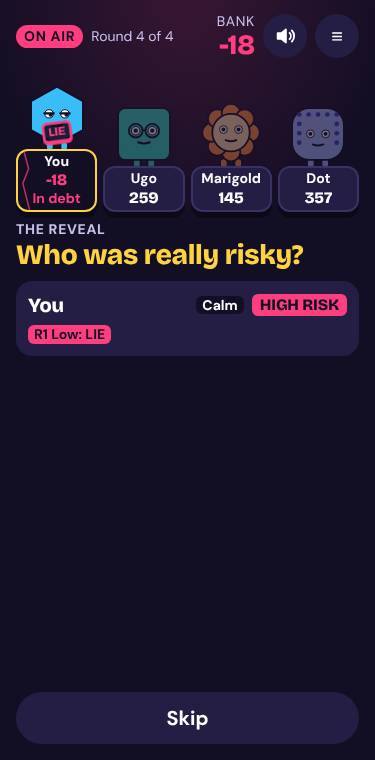 ON AIR
Round 4 of 4
BANK
-18
LIE
You
-18
In debt
Ugo
259
Marigold
145
Dot
357
THE REVEAL
Who was really risky?
You
Calm
HIGH RISK
R1 Low: LIE
Skip